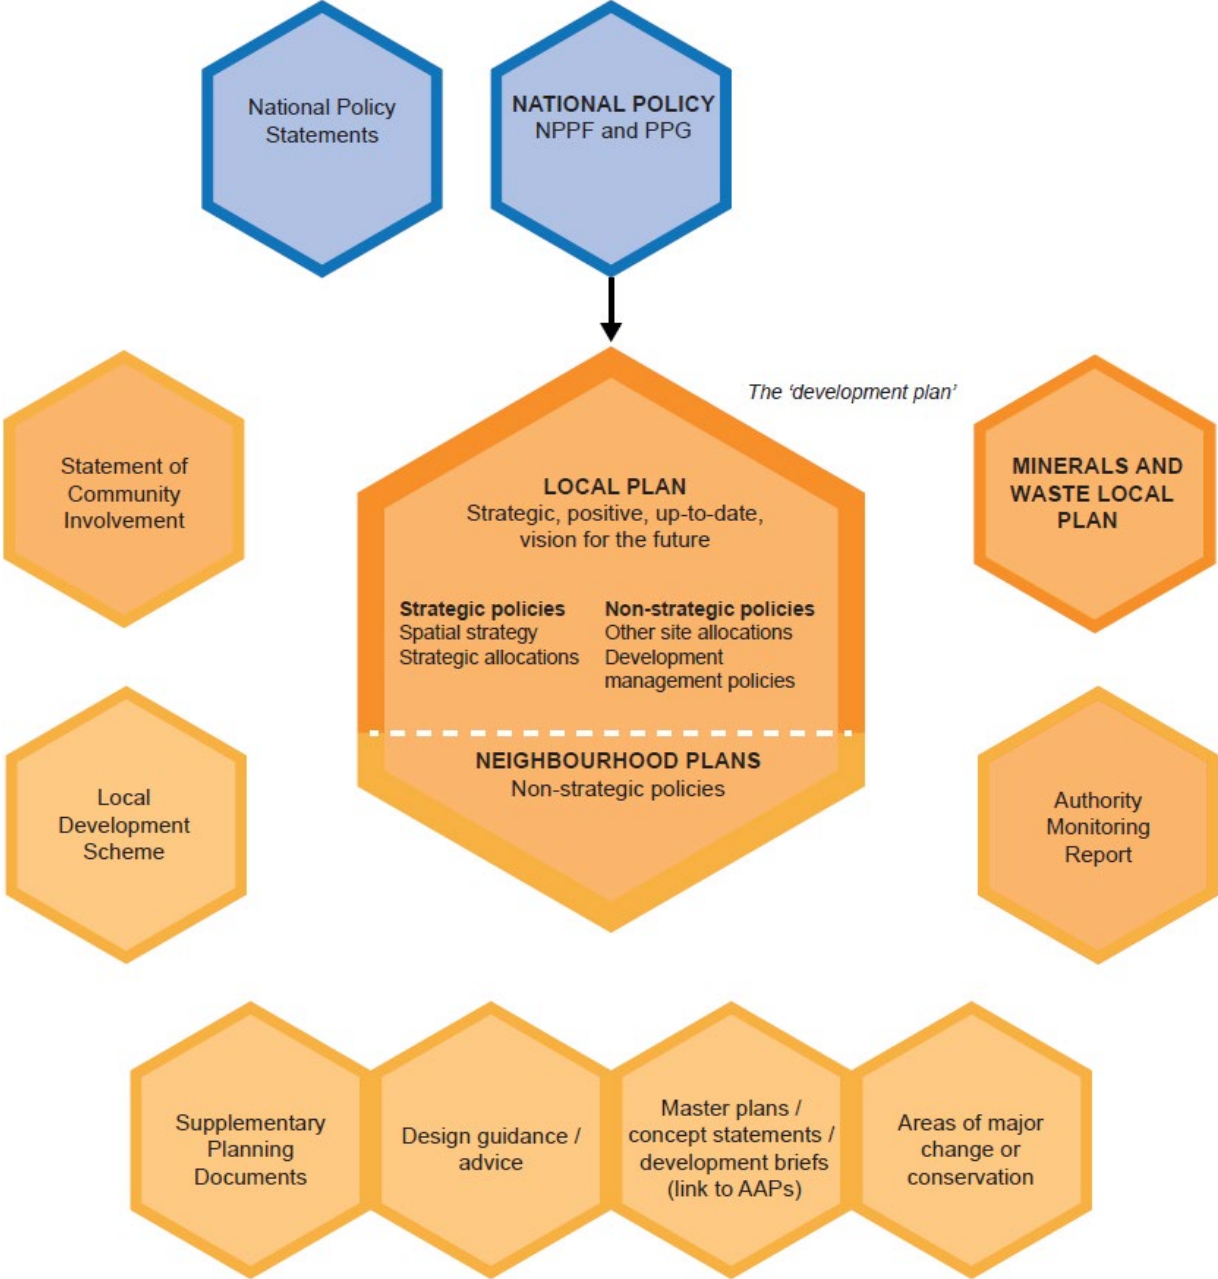 National Policy
Statements
NATIONAL POLICY
NPPF and PPG
The ‘development plan’
Statement of
Community
Involvement
LOCAL PLAN
Strategic, positive, up-to-date,
vision for the future
Strategic policies
Spatial strategy
Strategic allocations
Non-strategic policies
Other site allocations
Development
management policies
NEIGHBOURHOOD PLANS
Non-strategic policies
MINERALS AND
WASTE LOCAL
PLAN
Local
Development
Scheme
Authority
Monitoring
Report
Supplementary
Planning
Documents
Design guidance /
advice
Master plans /
concept statements /
development briefs
(link to AAPs)
Areas of major
change or
conservation